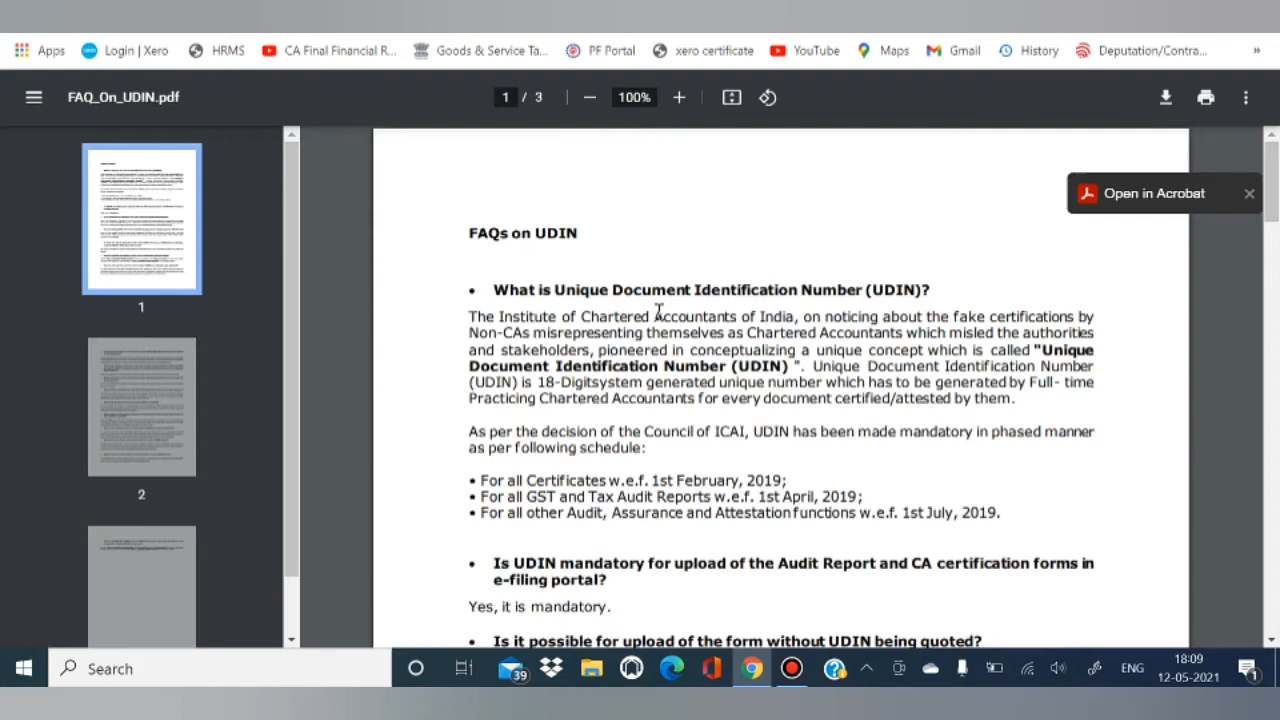 Apps
Login | Xero
HRMS
CA Final Financial R...
Goods & Service Ta...
PF Portal
xero certificate
YouTube
Maps
Gmail
History
Deputation/Contra...
»
FAQ_On_UDIN.pdf
1 / 3
100%
Open in Acrobat
FAQs on UDIN
• What is Unique Document Identification Number (UDIN)?
The Institute of Chartered Accountants of India, on noticing about the fake certifications by
Non-CAs misrepresenting themselves as Chartered Accountants which misled the authorities
and stakeholders, pioneered in conceptualizing a unique concept which is called "Unique
Document Identification Number (UDIN) ". Unique Document Identification Number
(UDIN) is 18-Digitsystem generated unique number which has to be generated by Full- time
Practicing Chartered Accountants for every document certified/attested by them.
As per the decision of the Council of ICAI, UDIN has been made mandatory in phased manner
as per following schedule:
• For all Certificates w.e.f. 1st February, 2019;
• For all GST and Tax Audit Reports w.e.f. 1st April, 2019;
• For all other Audit, Assurance and Attestation functions w.e.f. 1st July, 2019.
• Is UDIN mandatory for upload of the Audit Report and CA certification forms in
e-filing portal?
Yes, it is mandatory.
• Is it possible for upload of the form without UDIN being quoted?
1
2
Search
39
ENG
18:09
12-05-2021
1